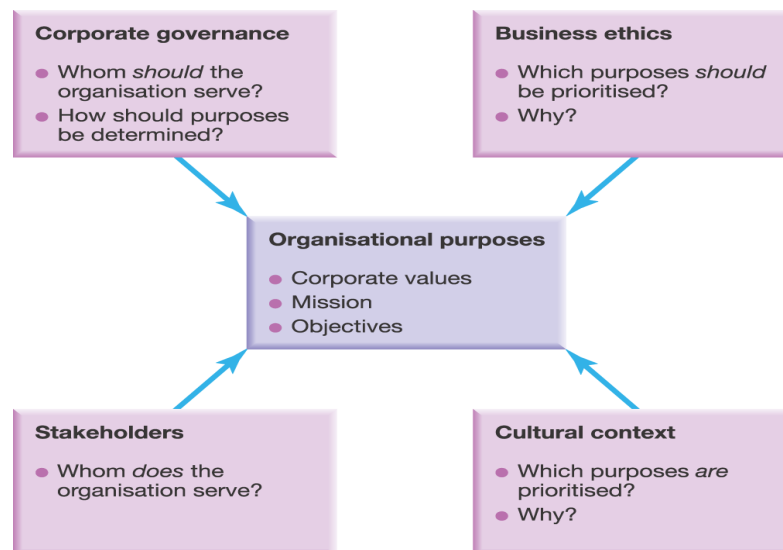 Corporate governance
● Whom should the
organisation serve?
● How should purposes
be determined?
Business ethics
● Which purposes should
be prioritised?
● Why?
Organisational purposes
● Corporate values
● Mission
● Objectives
Stakeholders
● Whom does the
organisation serve?
Cultural context
● Which purposes are
prioritised?
● Why?